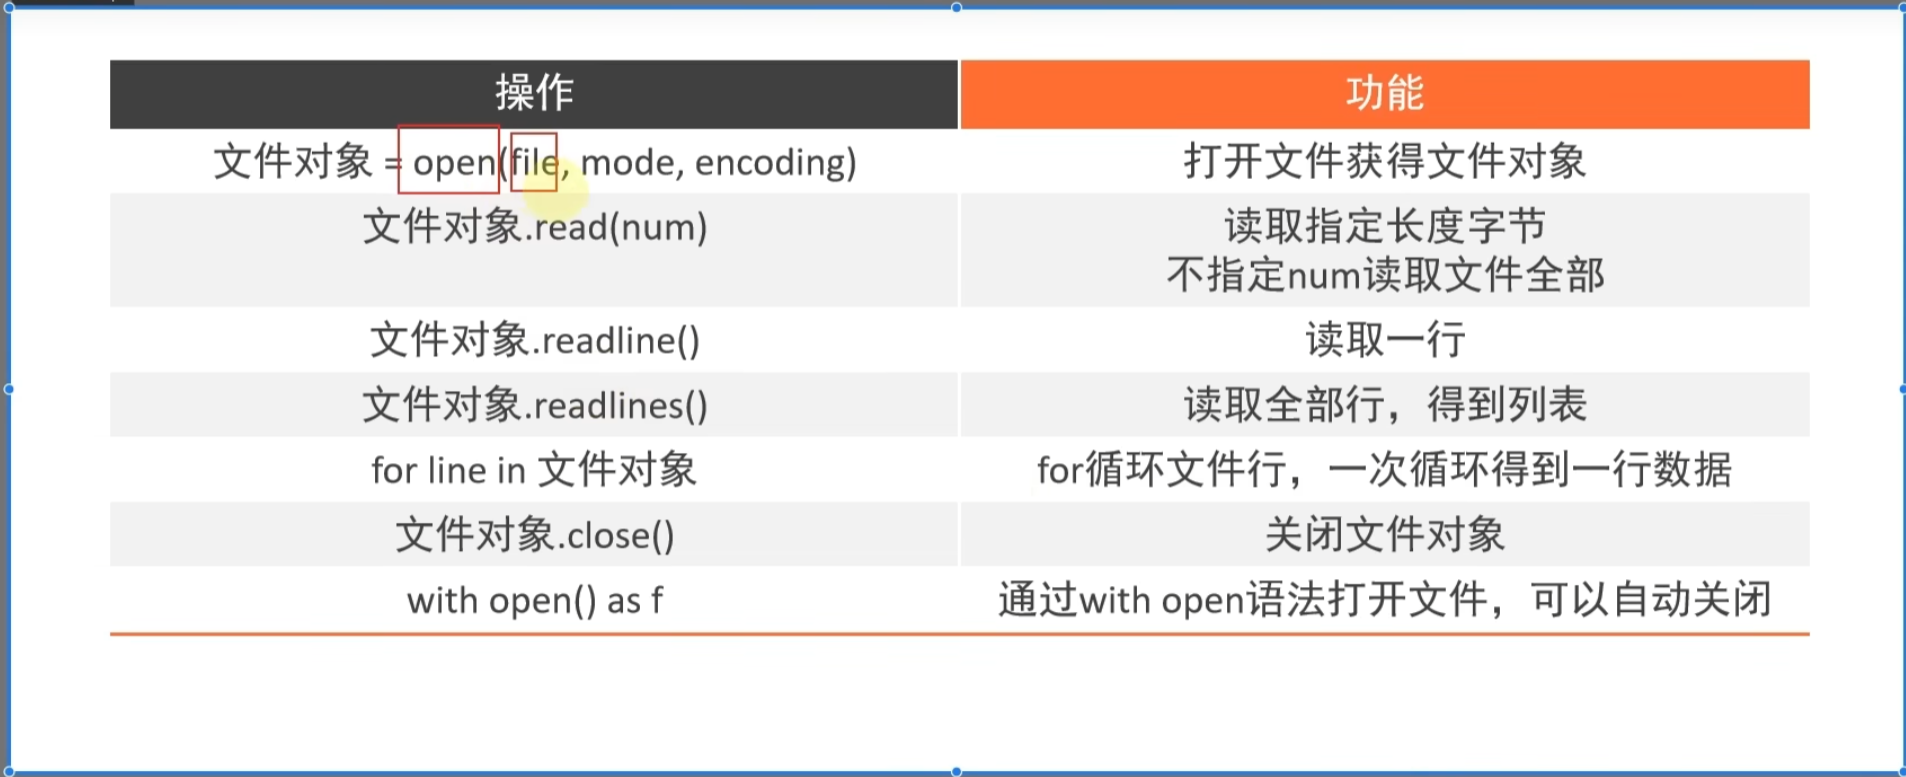 操作
功能
文件对象 = open(file, mode, encoding)
打开文件获得文件对象
文件对象.read(num)
读取指定长度字节
不指定num读取文件全部
文件对象.readline()
读取一行
文件对象.readlines()
读取全部行，得到列表
for line in 文件对象
for循环文件行，一次循环得到一行数据
文件对象.close()
关闭文件对象
with open() as f
通过with open语法打开文件，可以自动关闭